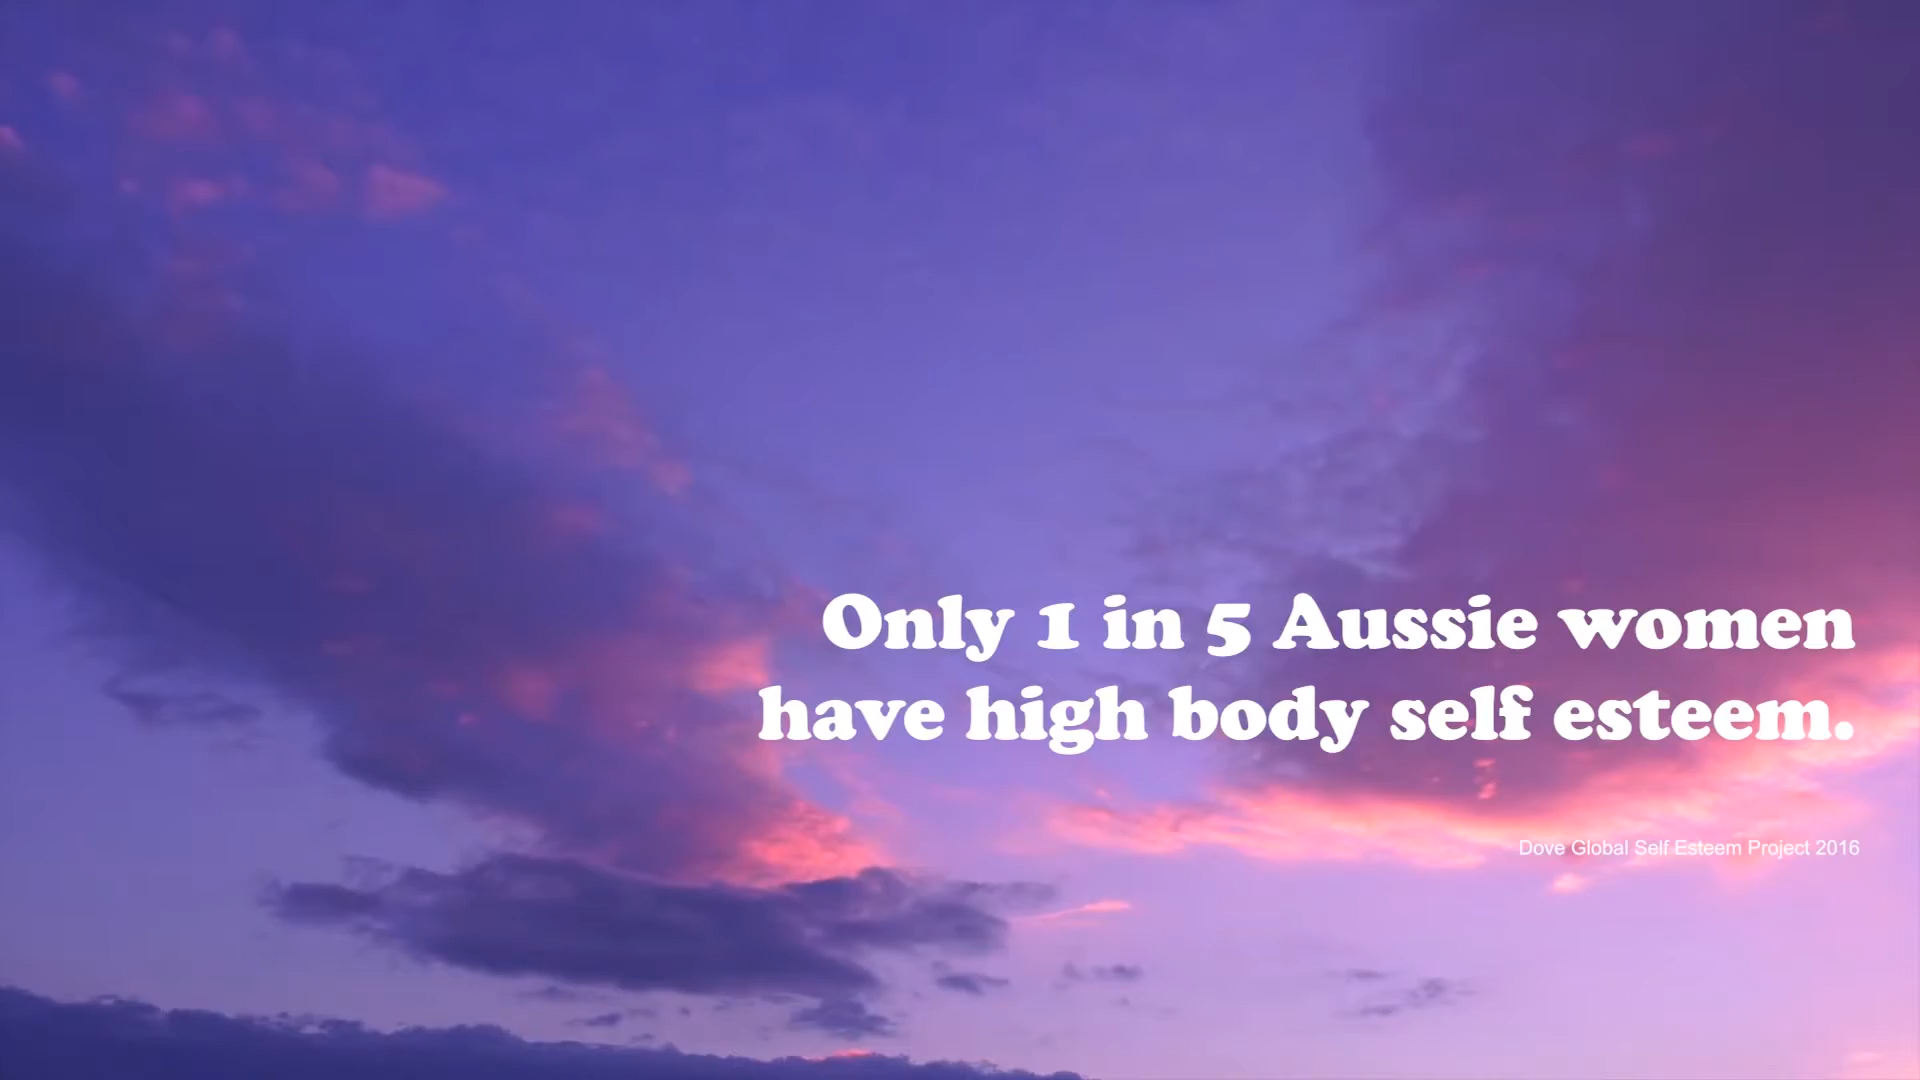 Only 1 in 5 Aussie women
have high body self esteem.
Dove Global Self Esteem Project 2016